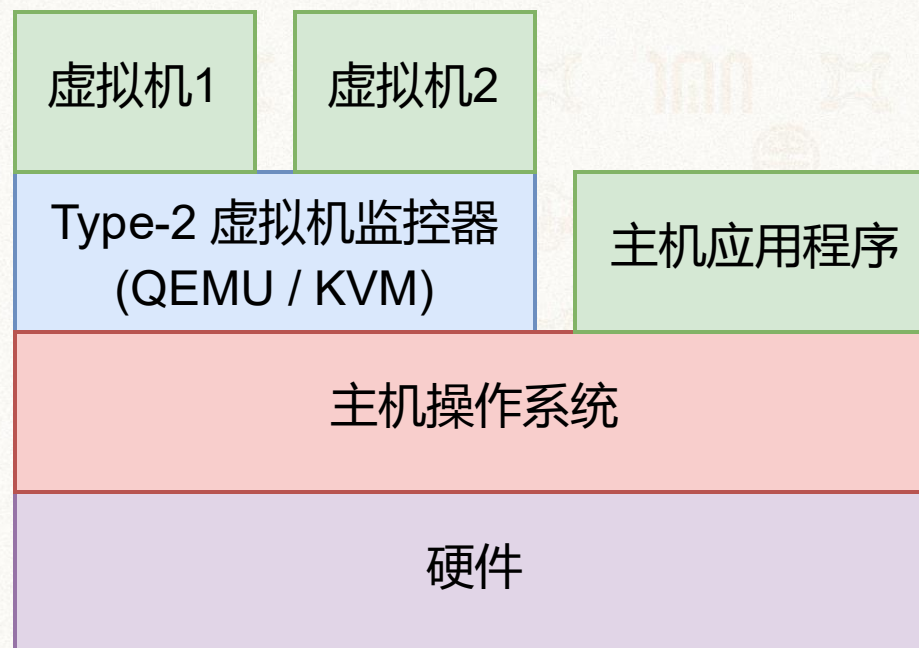 虚拟机1
虚拟机2
Type-2 虚拟机监控器
(QEMU / KVM)
主机应用程序
主机操作系统
硬件